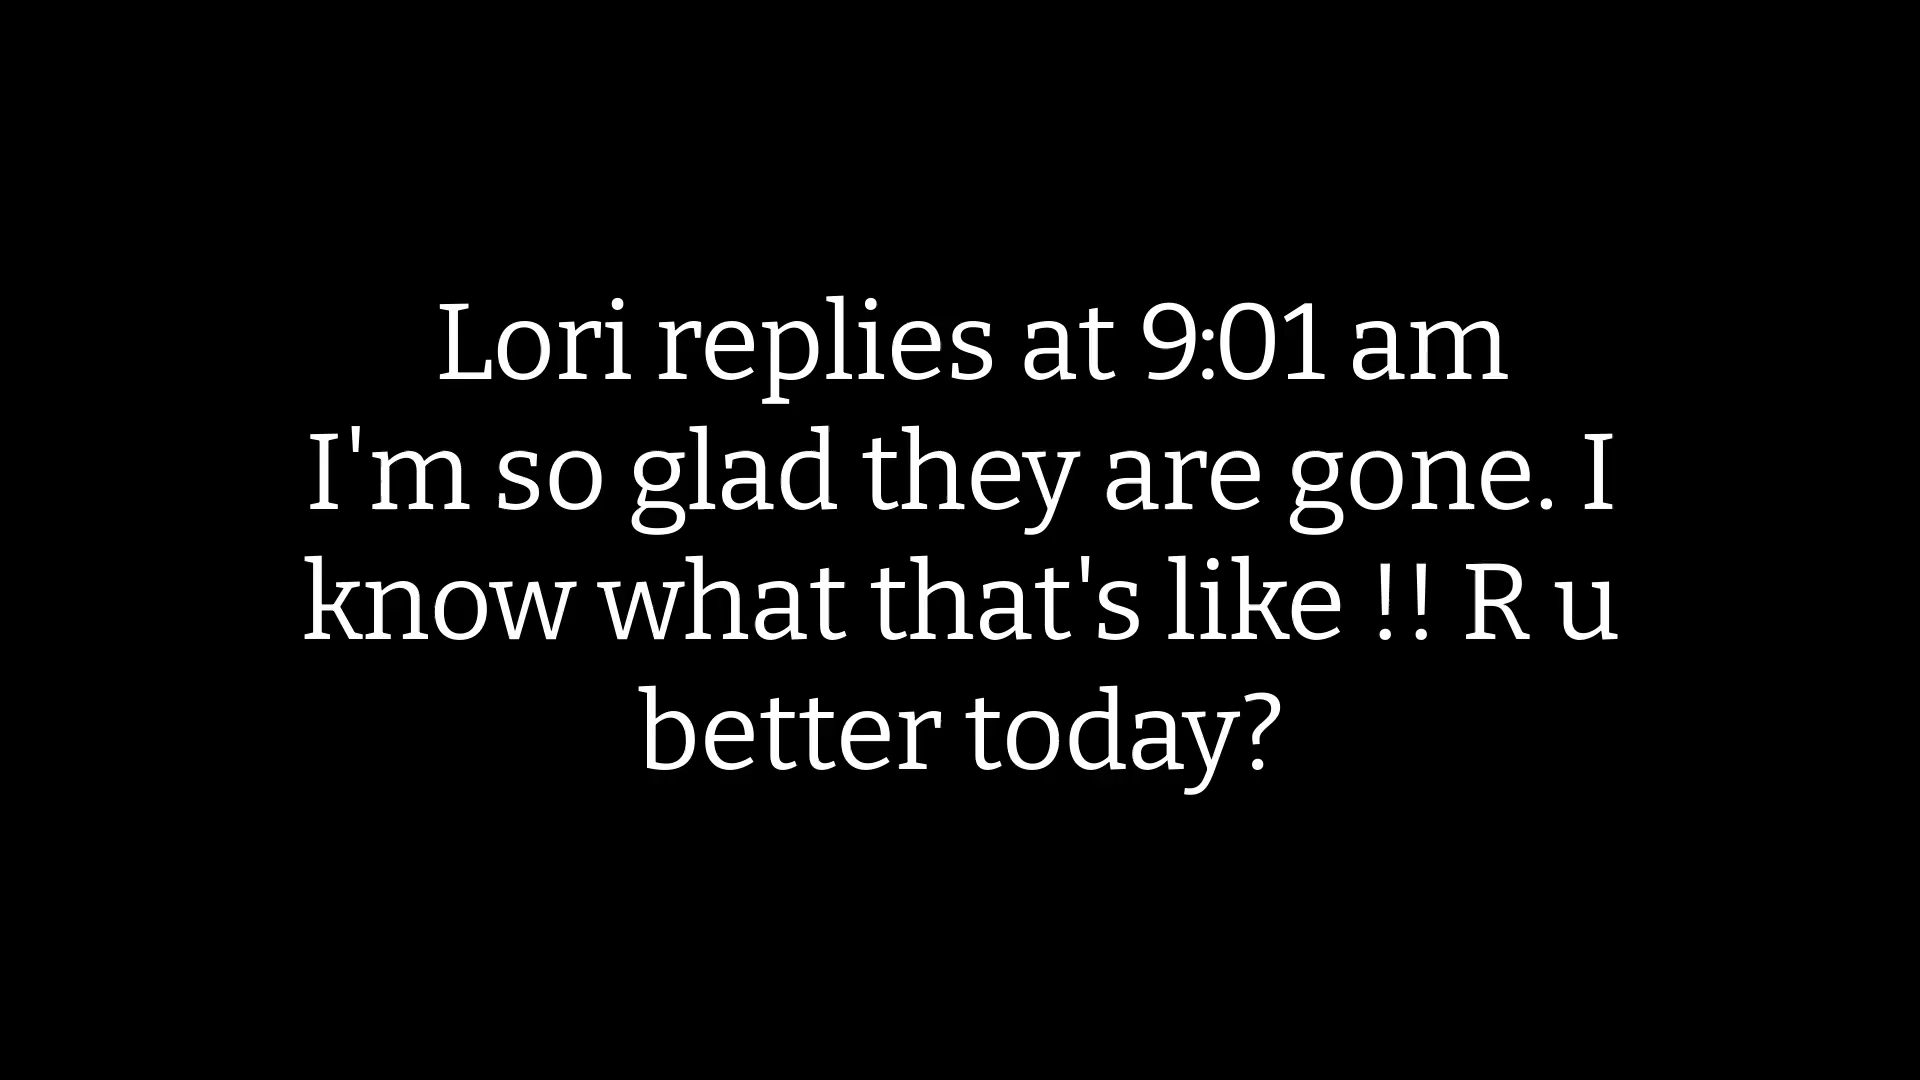 Lori replies at 9:01 am
I'm so glad they are gone. I
know what that's like !! R u
better today?